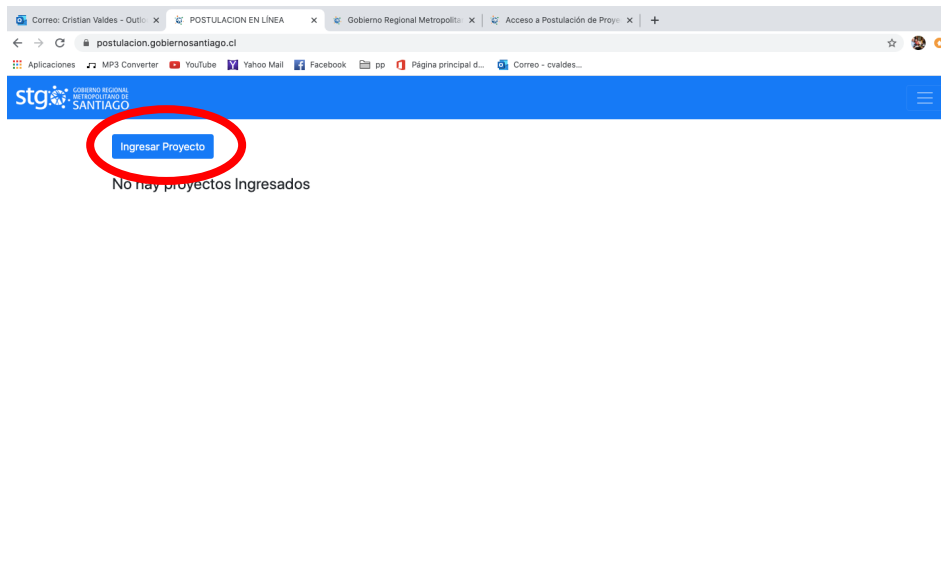 Correo: Cristian Valdes - Outlo
POSTULACION EN LÍNEA
Gobierno Regional Metropolita
Acceso a Postulación de Proye
postulacion.gobiernosantiago.cl
Aplicaciones
MP3 Converter
YouTube
Yahoo Mail
Facebook
pp
Página principal d...
Correo - cvaldes...
stg
GOBIERNO REGIONAL
METROPOLITANO DE
SANTIAGO
Ingresar Proyecto
No hay proyectos Ingresados